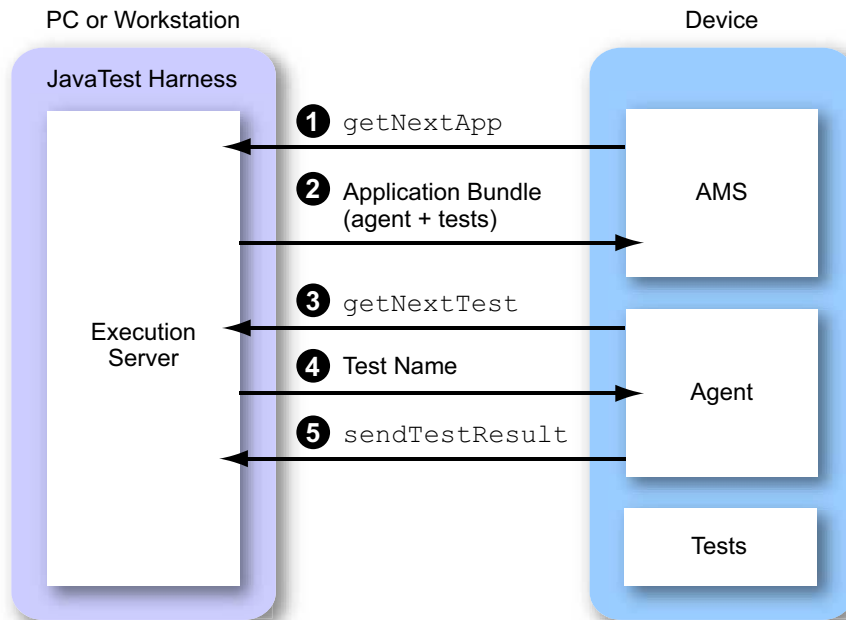 PC or Workstation
Device
JavaTest Harness
1 getNextApp
2 Application Bundle
(agent + tests)
AMS
3 getNextTest
Execution
Server
4 Test Name
Agent
5 sendTestResult
Tests